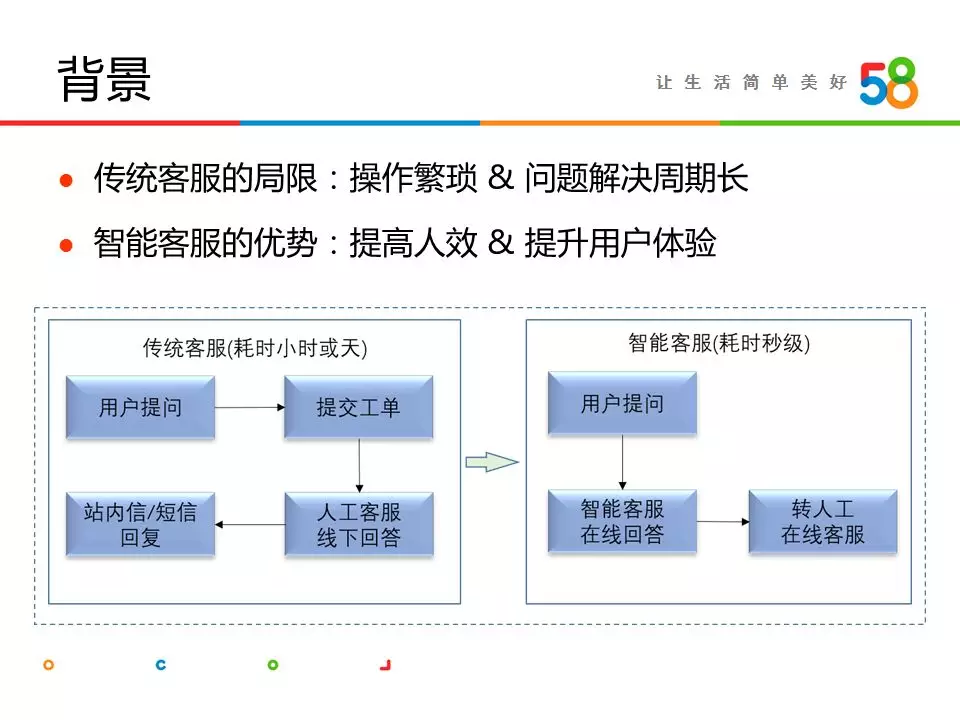 背景
让生活简单美好
58
传统客服的局限：操作繁琐 & 问题解决周期长
智能客服的优势：提高人效 & 提升用户体验
传统客服(耗时小时或天)
用户提问
提交工单
人工客服
线下回答
站内信/短信
回复
智能客服(耗时秒级)
用户提问
智能客服
在线回答
转人工
在线客服